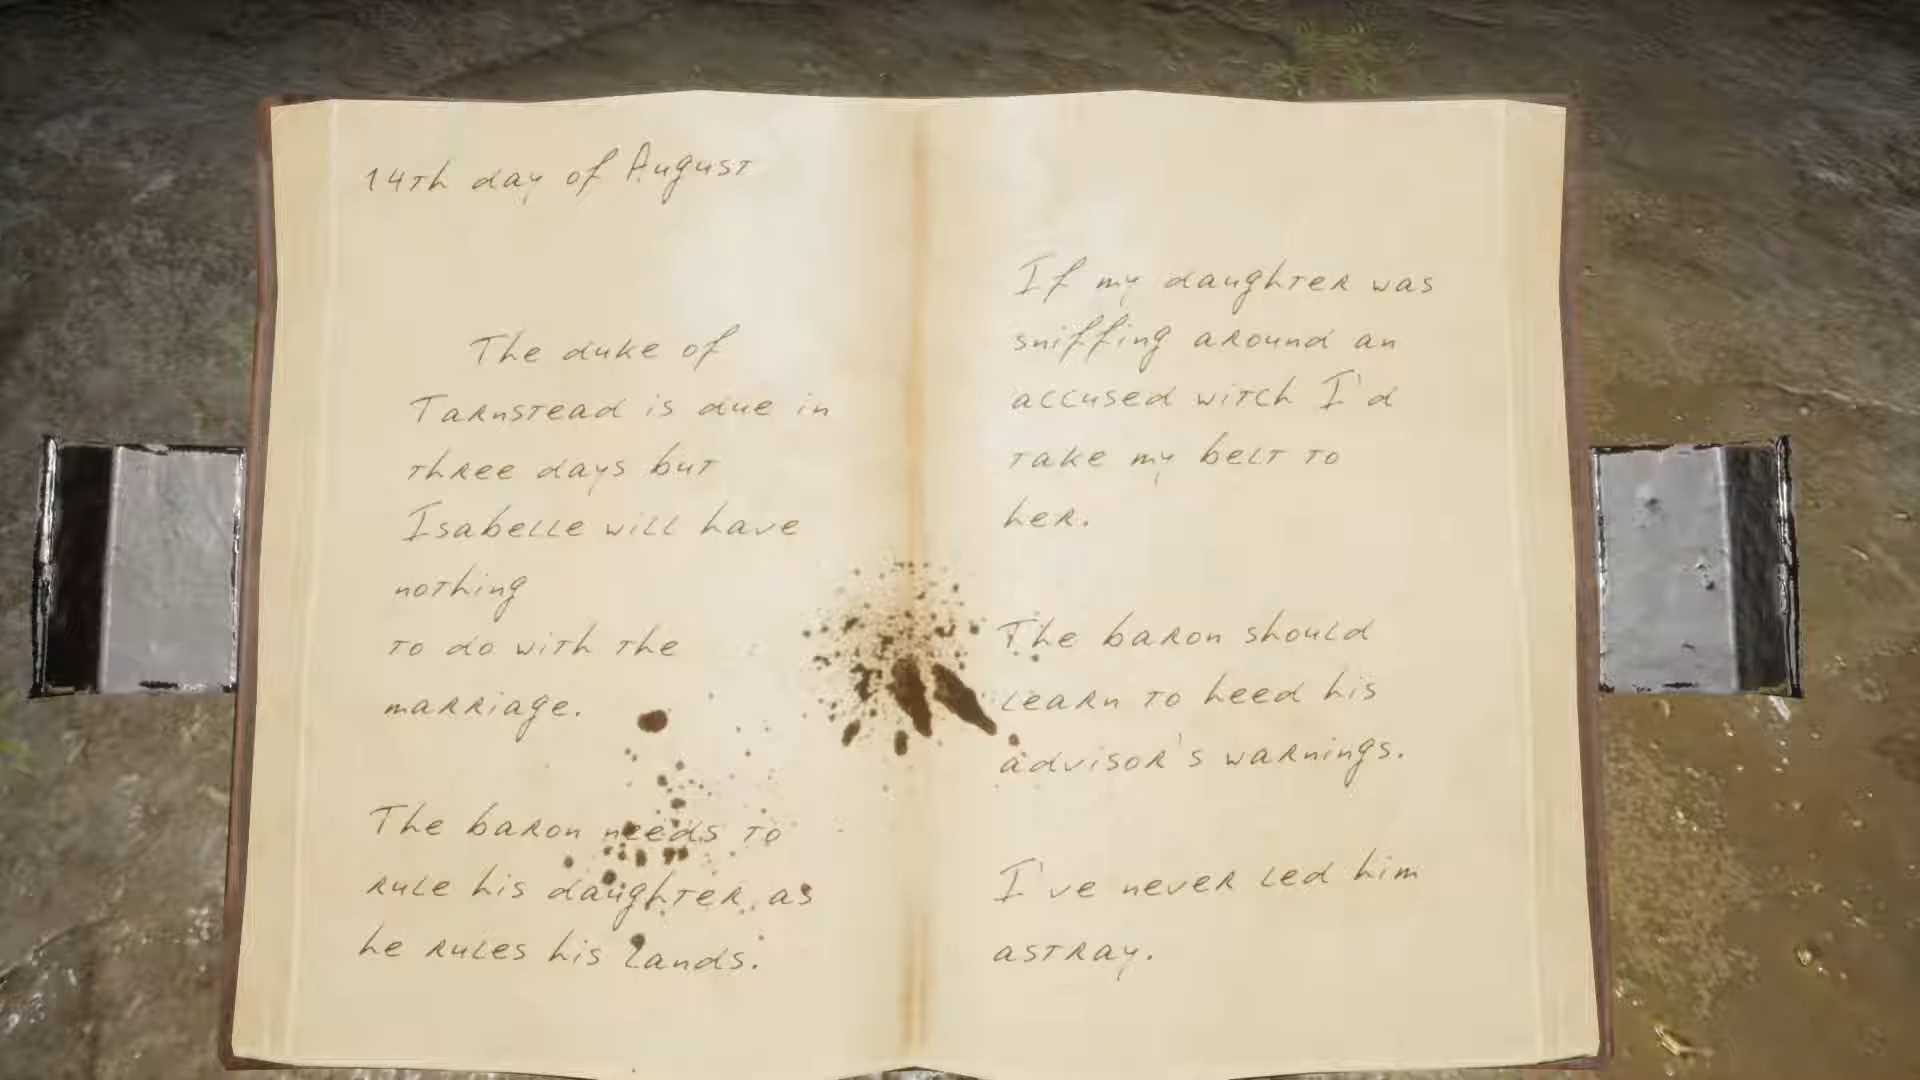 14th day of August
The duke of
Tarnstead is due in
three days but
Isabelle will have
nothing
to do with the
marriage.
The baron needs to
rule his daughter as
he rules his lands.
If my daughter was
sniffing around an
accused witch I'd
take my belt to
her.
The baron should
learn to heed his
advisor's warnings.
I've never led him
astray.